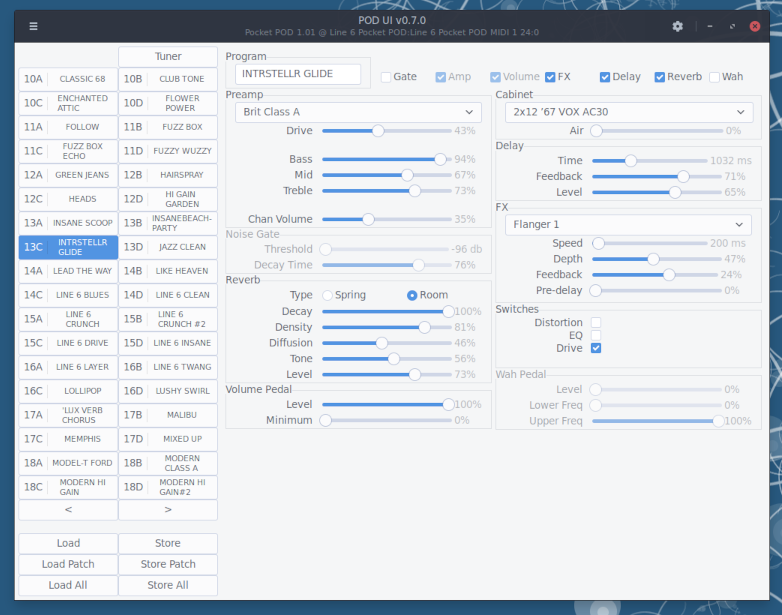 POD UI v0.7.0
Pocket POD 1.01 @ Line 6 Pocket POD:Line 6 Pocket POD MIDI 1 24:0
Tuner
10A CLASSIC 68
10B CLUB TONE
10C ENCHANTED
ATTIC
10D FLOWER
POWER
11A FOLLOW
11B FUZZ BOX
11C FUZZ BOX
ECHO
11D FUZZY WUZZY
12A GREEN JEANS
12B HAIRSPRAY
12C HEADS
12D HI GAIN
GARDEN
13A INSANE SCOOP
13B INSANEBEACH-
PARTY
13C INTRSTELLR
GLIDE
13D JAZZ CLEAN
14A LEAD THE WAY
14B LIKE HEAVEN
14C LINE 6 BLUES
14D LINE 6 CLEAN
15A LINE 6
CRUNCH
15B LINE 6
CRUNCH #2
15C LINE 6 DRIVE
15D LINE 6 INSANE
16A LINE 6 LAYER
16B LINE 6 TWANG
16C LOLLIPOP
16D LUSHY SWIRL
17A 'LUX VERB
CHORUS
17B MALIBU
17C MEMPHIS
17D MIXED UP
18A MODEL-T FORD
18B MODERN
CLASS A
18C MODERN HI
GAIN
18D MODERN HI
GAIN#2
< >
Load Store
Load Patch Store Patch
Load All Store All
Program
INTRSTELLR GLIDE
Gate Amp Volume FX Delay Reverb Wah
Preamp
Brit Class A
Drive 43%
Bass 94%
Mid 67%
Treble 73%
Chan Volume 35%
Noise Gate
Threshold -96 db
Decay Time 76%
Reverb
Type Spring Room
Decay 100%
Density 81%
Diffusion 46%
Tone 56%
Level 73%
Volume Pedal
Level 100%
Minimum 0%
Cabinet
2x12 '67 VOX AC30
Air 0%
Delay
Time 1032 ms
Feedback 71%
Level 65%
FX
Flanger 1
Speed 200 ms
Depth 47%
Feedback 24%
Pre-delay 0%
Switches
Distortion
EQ
Drive
Wah Pedal
Level 0%
Lower Freq 0%
Upper Freq 100%